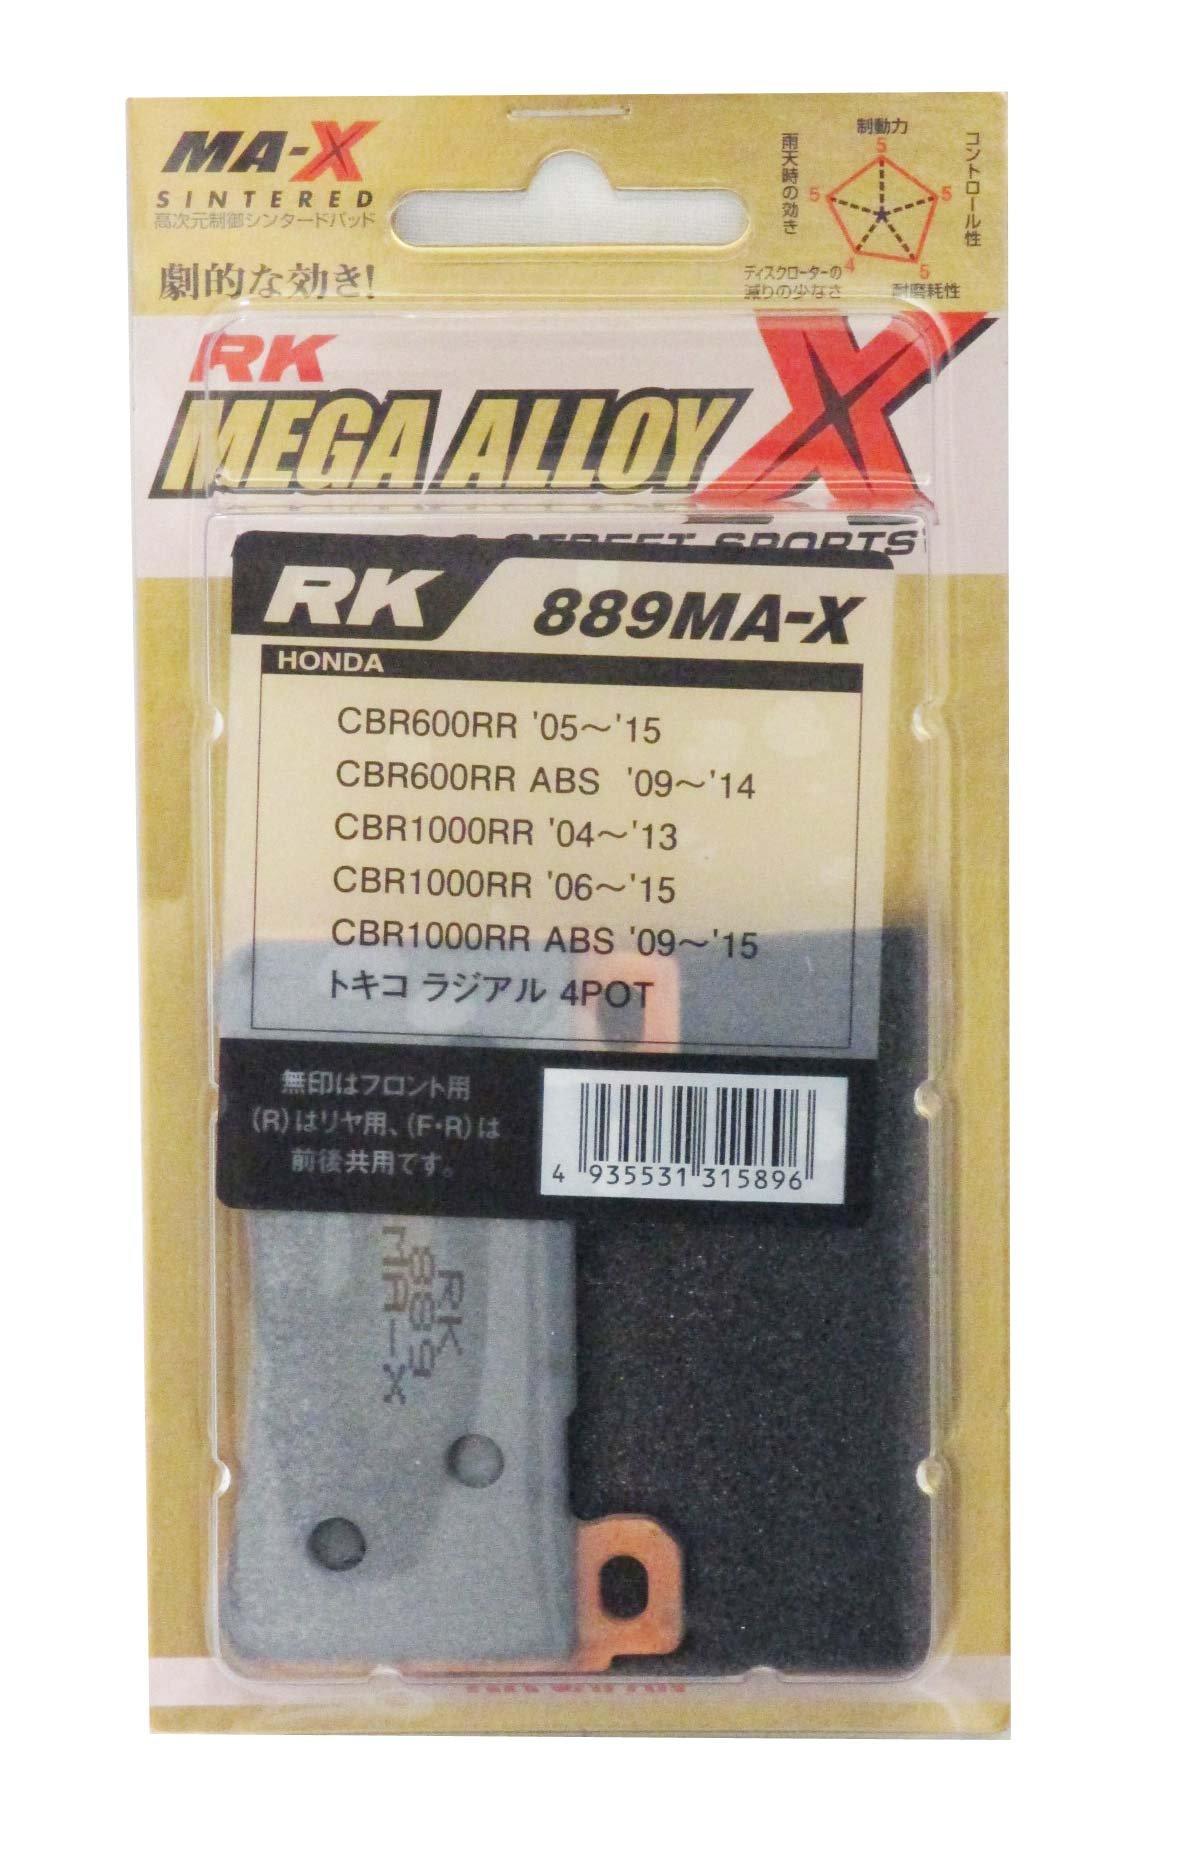 MA-X
SINTERED
高次元制御シンタードパッド
劇的な効き!
制動力
5
コントロール性
5
雨天時の効き
5
ディスクローターの
減りの少なさ
4
5
耐磨耗性
RK
MEGA ALLOY X
STREET SPORTS
RK 889MA-X
HONDA
CBR600RR '05～'15
CBR600RR ABS '09～'14
CBR1000RR '04～'13
CBR1000RR '06～'15
CBR1000RR ABS '09～'15
トキコ ラジアル 4POT
無印はフロント用
(R)はリヤ用、(F・R)は
前後共用です。
4 935531 315896
RK
889
MA-X